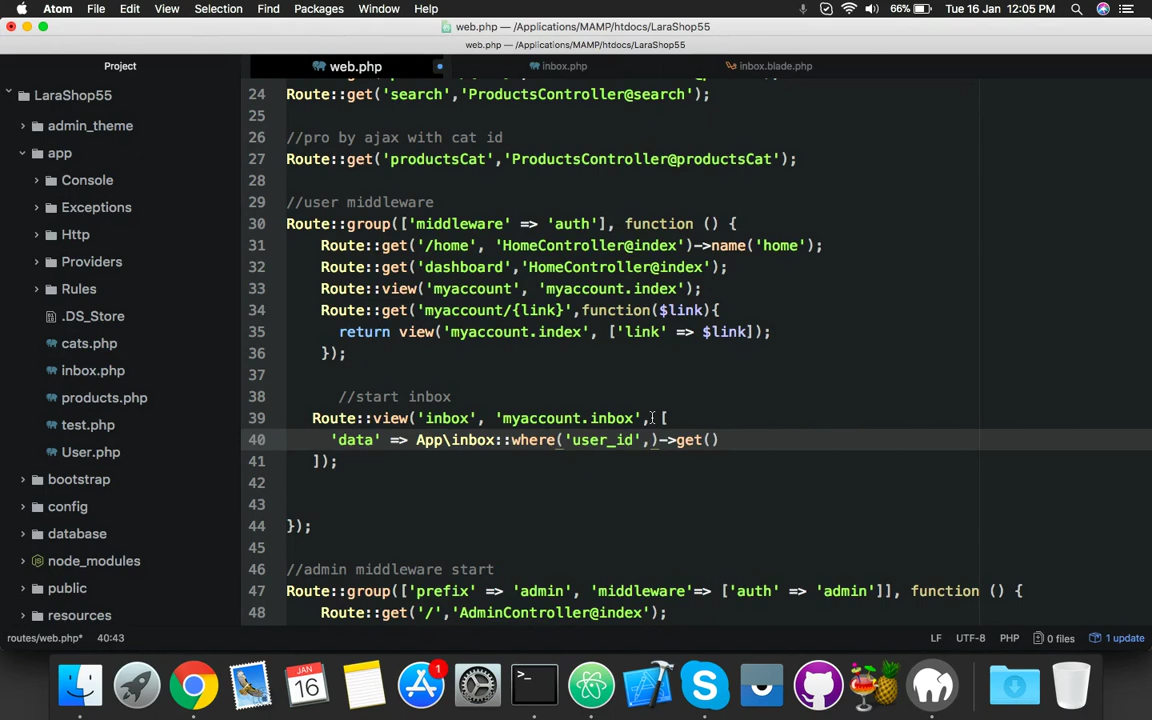 Atom File Edit View Selection Find Packages Window Help 66% Tue 16 Jan 12:05 PM
web.php — /Applications/MAMP/htdocs/LaraShop55
web.php — /Applications/MAMP/htdocs/LaraShop55
Project
web.php inbox.php inbox.blade.php
LaraShop55
admin_theme
app
Console
Exceptions
Http
Providers
Rules
.DS_Store
cats.php
inbox.php
products.php
test.php
User.php
bootstrap
config
database
node_modules
public
resources
24 Route::get('search','ProductsController@search');
25
26 //pro by ajax with cat id
27 Route::get('productsCat','ProductsController@productsCat');
28
29 //user middleware
30 Route::group(['middleware' => 'auth'], function () {
31 Route::get('/home', 'HomeController@index')->name('home');
32 Route::get('dashboard','HomeController@index');
33 Route::view('myaccount', 'myaccount.index');
34 Route::get('myaccount/{link}',function($link){
35 return view('myaccount.index', ['link' => $link]);
36 });
37
38 //start inbox
39 Route::view('inbox', 'myaccount.inbox', [
40 'data' => App\inbox::where('user_id',)->get()
41 ]);
42
43
44 });
45
46 //admin middleware start
47 Route::group(['prefix' => 'admin', 'middleware'=> ['auth' => 'admin']], function () {
48 Route::get('/','AdminController@index');
routes/web.php* 40:43 LF UTF-8 PHP 0 files 1 update
JAN
16
1